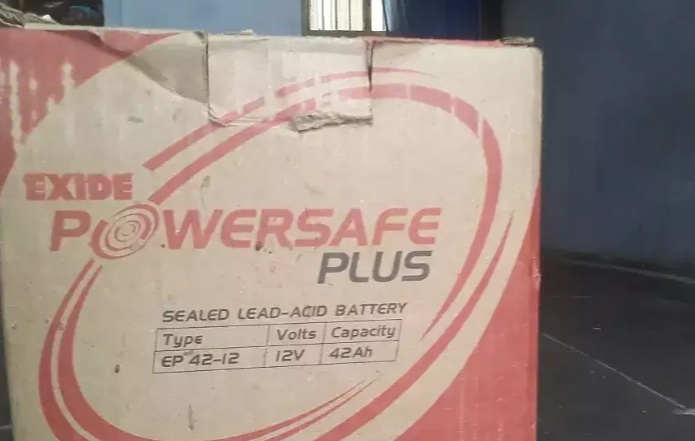 EXIDE
POWERSAFE
PLUS
SEALED LEAD-ACID BATTERY
Type Volts Capacity
EP 42-12 12V 42Ah